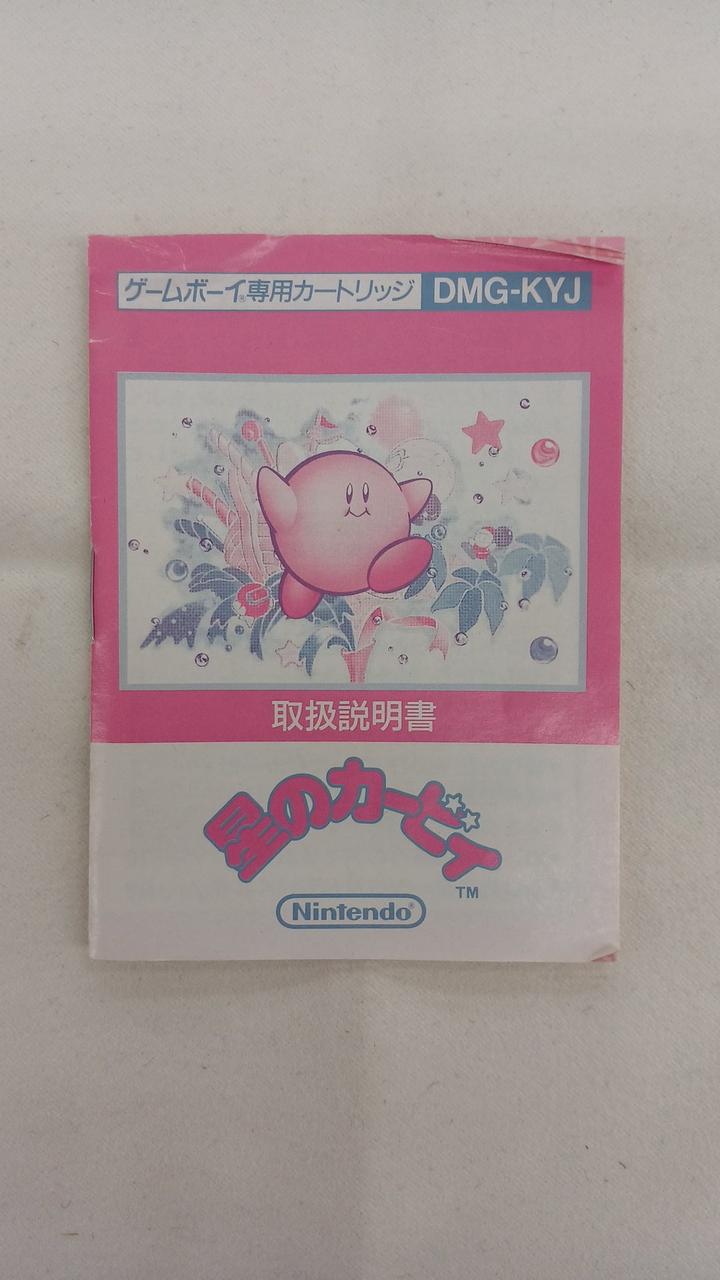 ゲームボーイ®専用カートリッジ DMG-KYJ
取扱説明書
星のカービィ
TM
Nintendo®